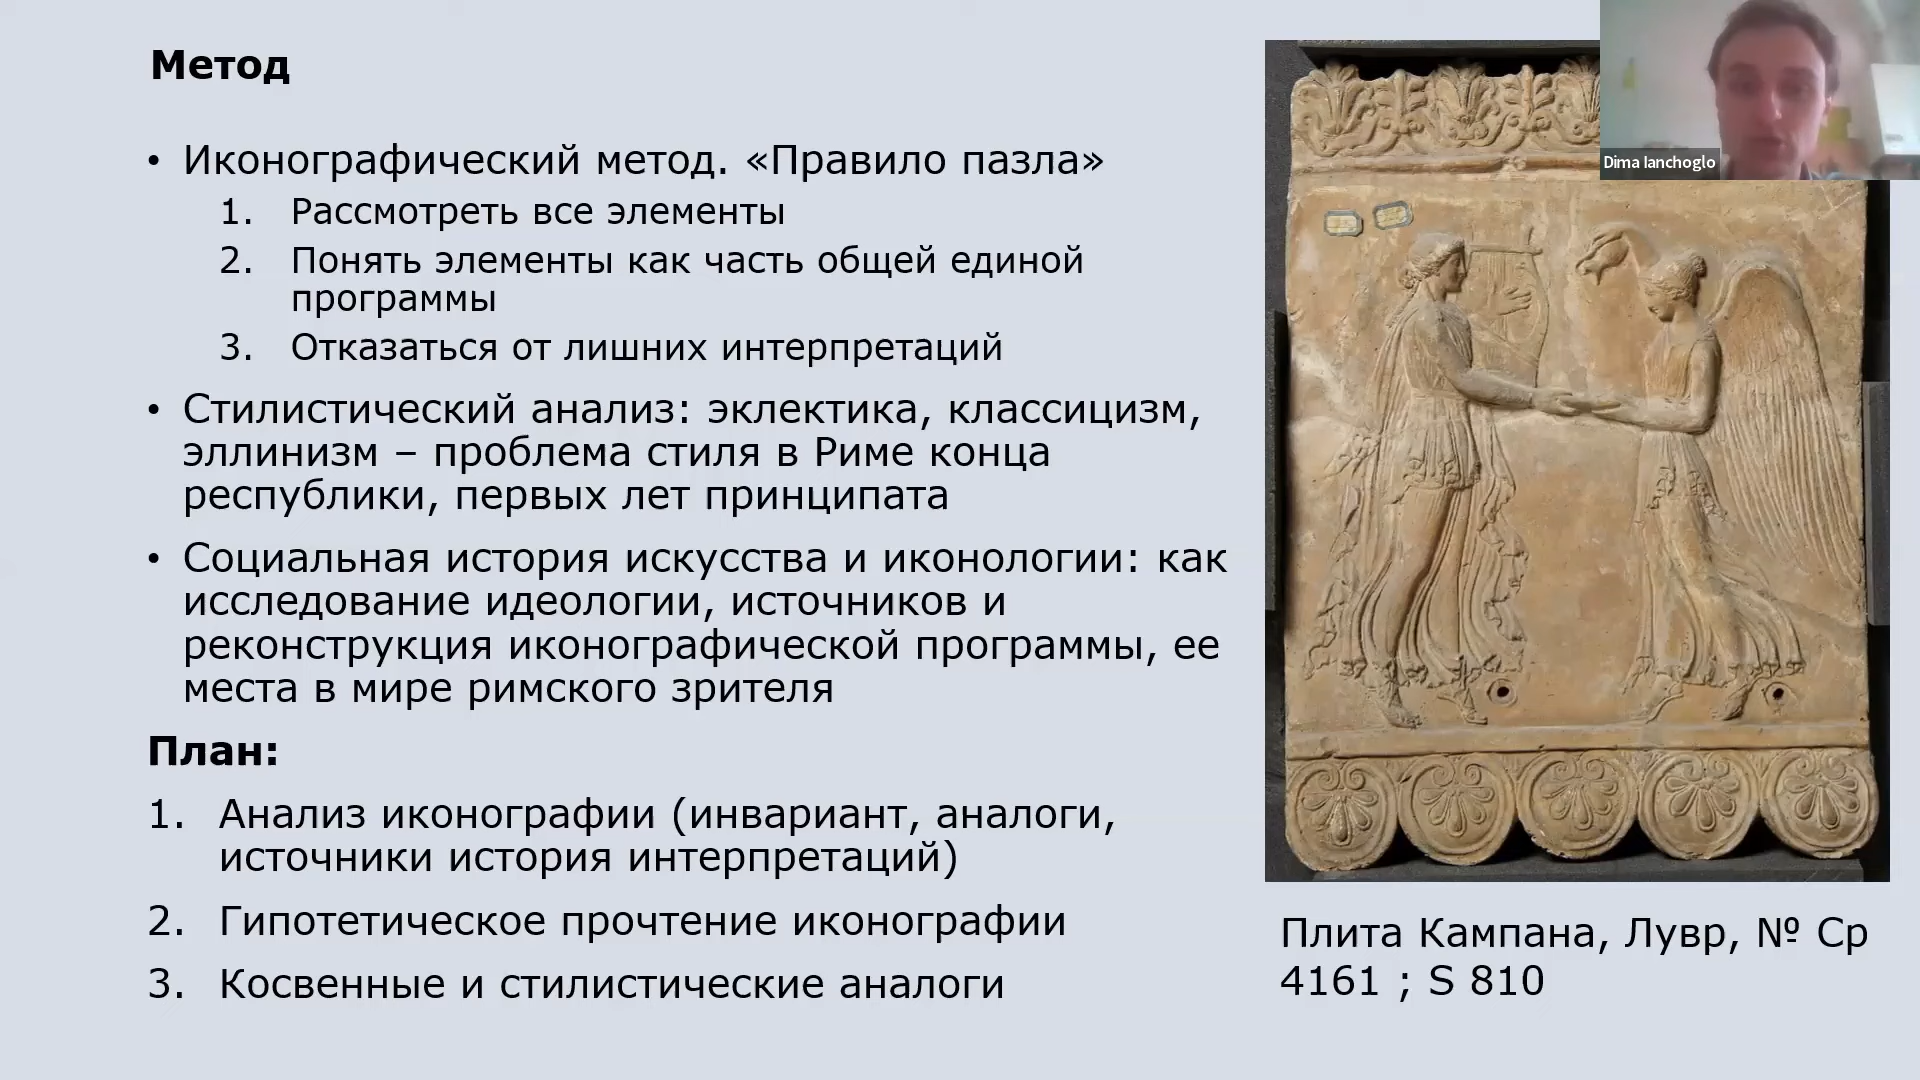 Метод
• Иконографический метод. «Правило пазла»
1. Рассмотреть все элементы
2. Понять элементы как часть общей единой
программы
3. Отказаться от лишних интерпретаций
• Стилистический анализ: эклектика, классицизм,
эллинизм – проблема стиля в Риме конца
республики, первых лет принципата
• Социальная история искусства и иконологии: как
исследование идеологии, источников и
реконструкция иконографической программы, ее
места в мире римского зрителя
План:
1. Анализ иконографии (инвариант, аналоги,
источники история интерпретаций)
2. Гипотетическое прочтение иконографии
3. Косвенные и стилистические аналоги
Dima Ianchoglo
Плита Кампана, Лувр, № Cp
4161 ; S 810